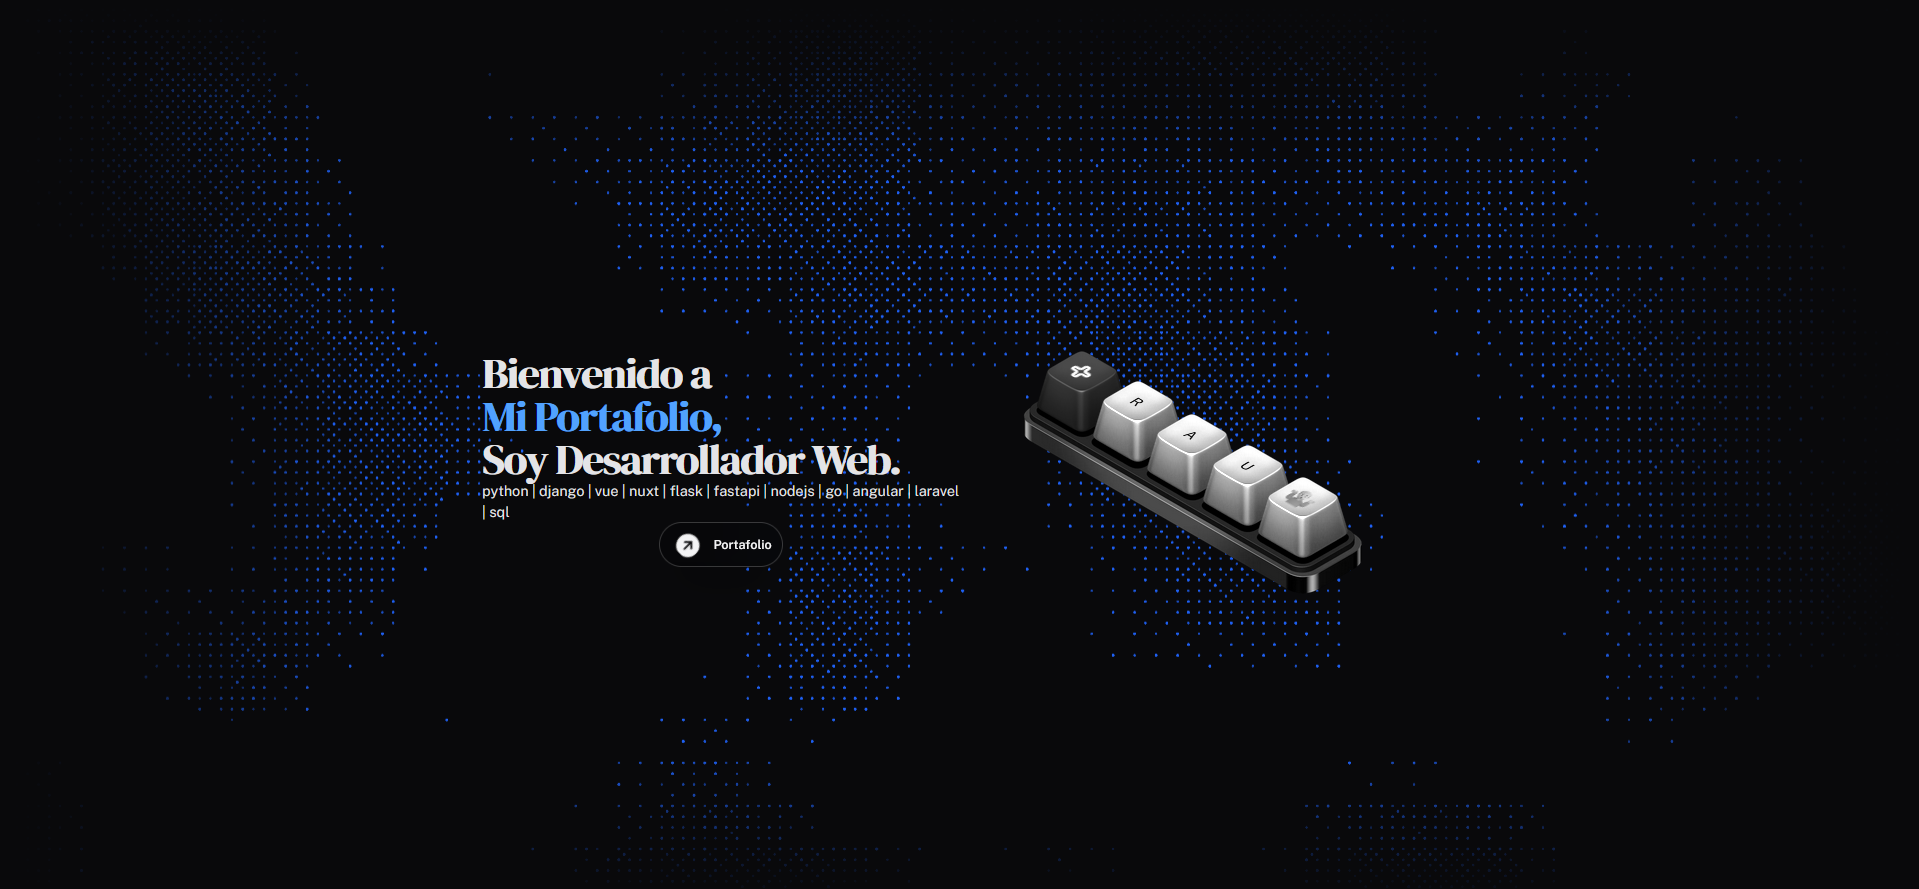 Bienvenido a
Mi Portafolio,
Soy Desarrollador Web.
python | django | vue | nuxt | flask | fastapi | nodejs | go | angular | laravel
| sql
Portafolio
R
A
U